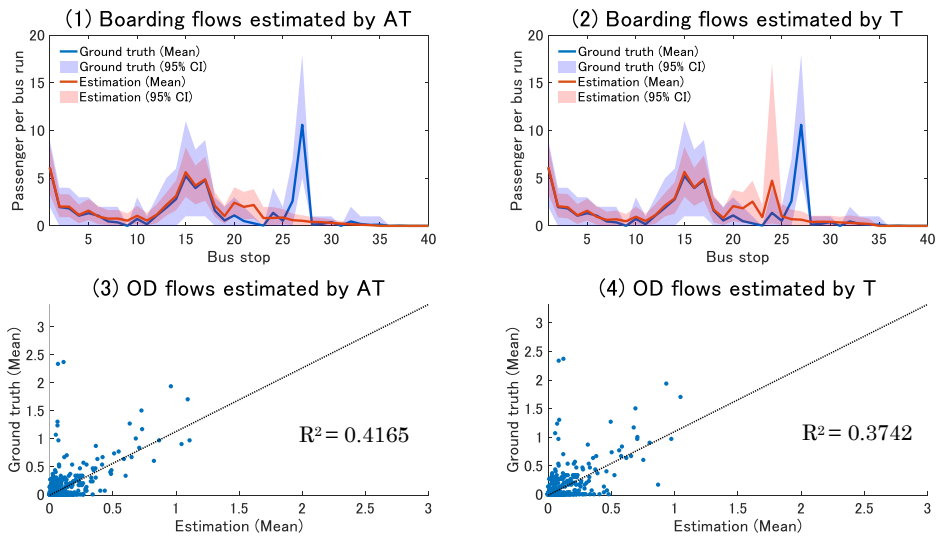 (1) Boarding flows estimated by AT
Passenger per bus run
20
15
10
5
0
Ground truth (Mean)
Ground truth (95% CI)
Estimation (Mean)
Estimation (95% CI)
5 10 15 20 25 30 35 40
Bus stop
(2) Boarding flows estimated by T
Passenger per bus run
20
15
10
5
0
Ground truth (Mean)
Ground truth (95% CI)
Estimation (Mean)
Estimation (95% CI)
5 10 15 20 25 30 35 40
Bus stop
(3) OD flows estimated by AT
Ground truth (Mean)
3
2.5
2
1.5
1
0.5
0
R² = 0.4165
0 0.5 1 1.5 2 2.5 3
Estimation (Mean)
(4) OD flows estimated by T
Ground truth (Mean)
3
2.5
2
1.5
1
0.5
0
R² = 0.3742
0 0.5 1 1.5 2 2.5 3
Estimation (Mean)